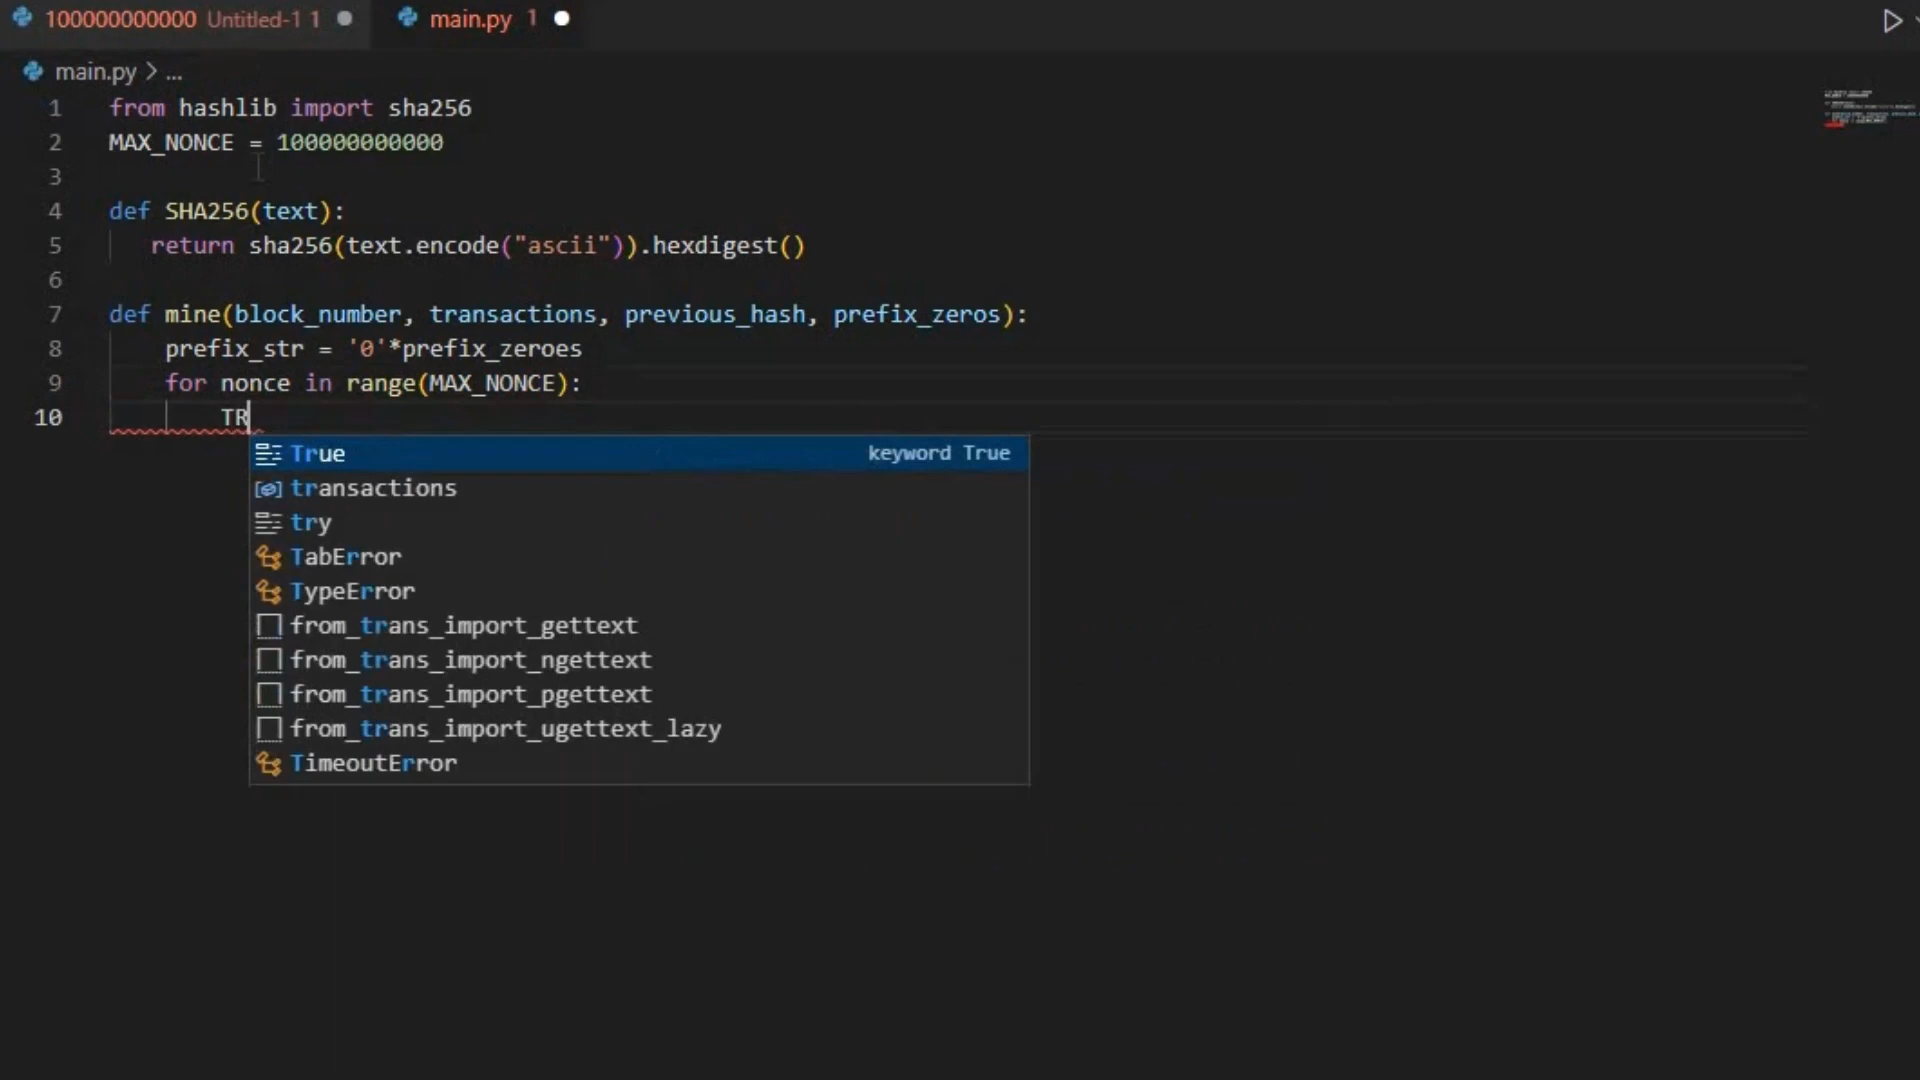 100000000000 Untitled-1 1
main.py 1
main.py > ...
1 from hashlib import sha256
2 MAX_NONCE = 100000000000
3
4 def SHA256(text):
5 return sha256(text.encode("ascii")).hexdigest()
6
7 def mine(block_number, transactions, previous_hash, prefix_zeros):
8 prefix_str = '0'*prefix_zeroes
9 for nonce in range(MAX_NONCE):
10 TR
True keyword True
transactions
try
TabError
TypeError
from_trans_import_gettext
from_trans_import_ngettext
from_trans_import_pgettext
from_trans_import_ugettext_lazy
TimeoutError